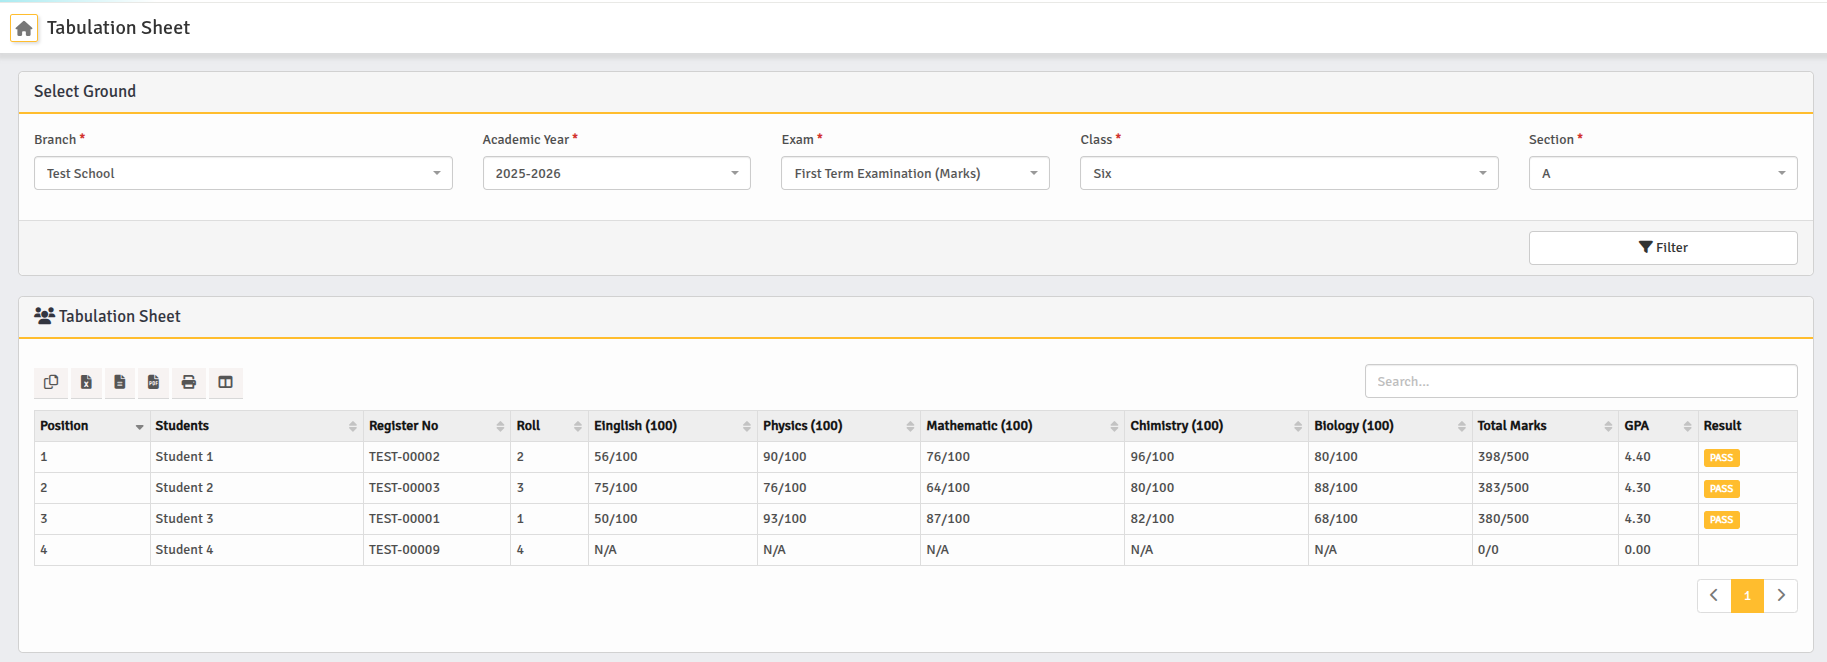 Tabulation Sheet
Select Ground
Branch * Academic Year * Exam * Class * Section *
Test School 2025-2026 First Term Examination (Marks) Six A
Filter
Tabulation Sheet
Search...
Position Students Register No Roll Einglish (100) Physics (100) Mathematic (100) Chimistry (100) Biology (100) Total Marks GPA Result
1 Student 1 TEST-00002 2 56/100 90/100 76/100 96/100 80/100 398/500 4.40 PASS
2 Student 2 TEST-00003 3 75/100 76/100 64/100 80/100 88/100 383/500 4.30 PASS
3 Student 3 TEST-00001 1 50/100 93/100 87/100 82/100 68/100 380/500 4.30 PASS
4 Student 4 TEST-00009 4 N/A N/A N/A N/A N/A 0/0 0.00
1